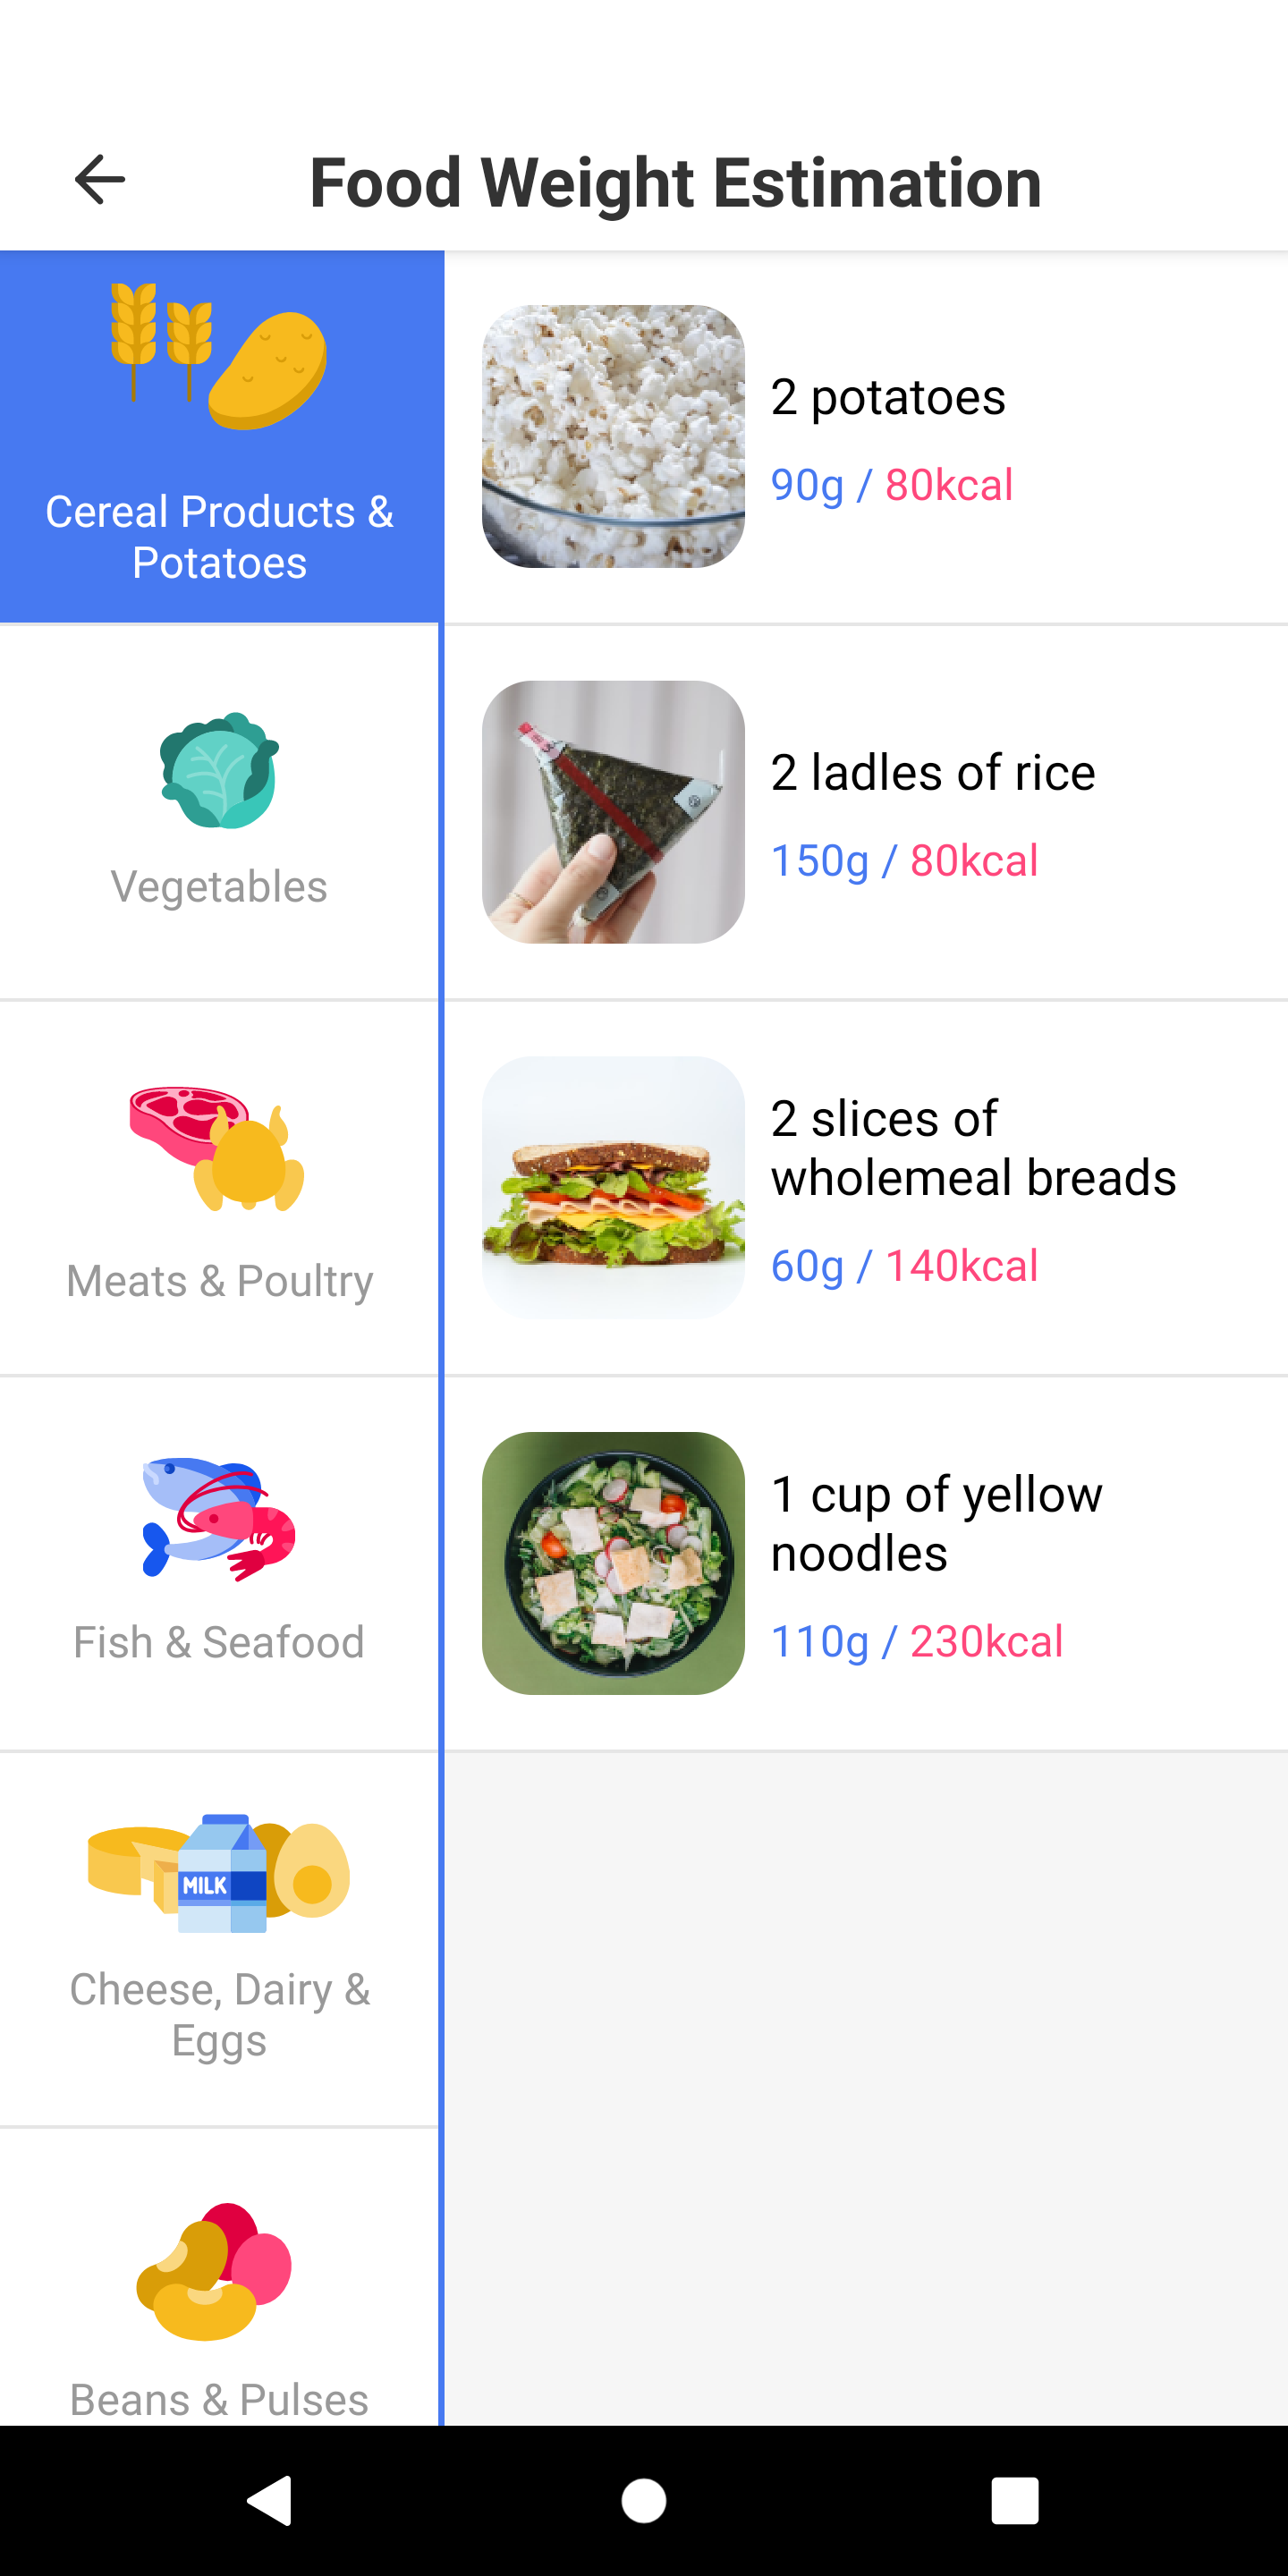 Food Weight Estimation
Cereal Products &
Potatoes
2 potatoes
90g / 80kcal
Vegetables
2 ladles of rice
150g / 80kcal
Meats & Poultry
2 slices of
wholemeal breads
60g / 140kcal
Fish & Seafood
1 cup of yellow
noodles
110g / 230kcal
MILK
Cheese, Dairy &
Eggs
Beans & Pulses